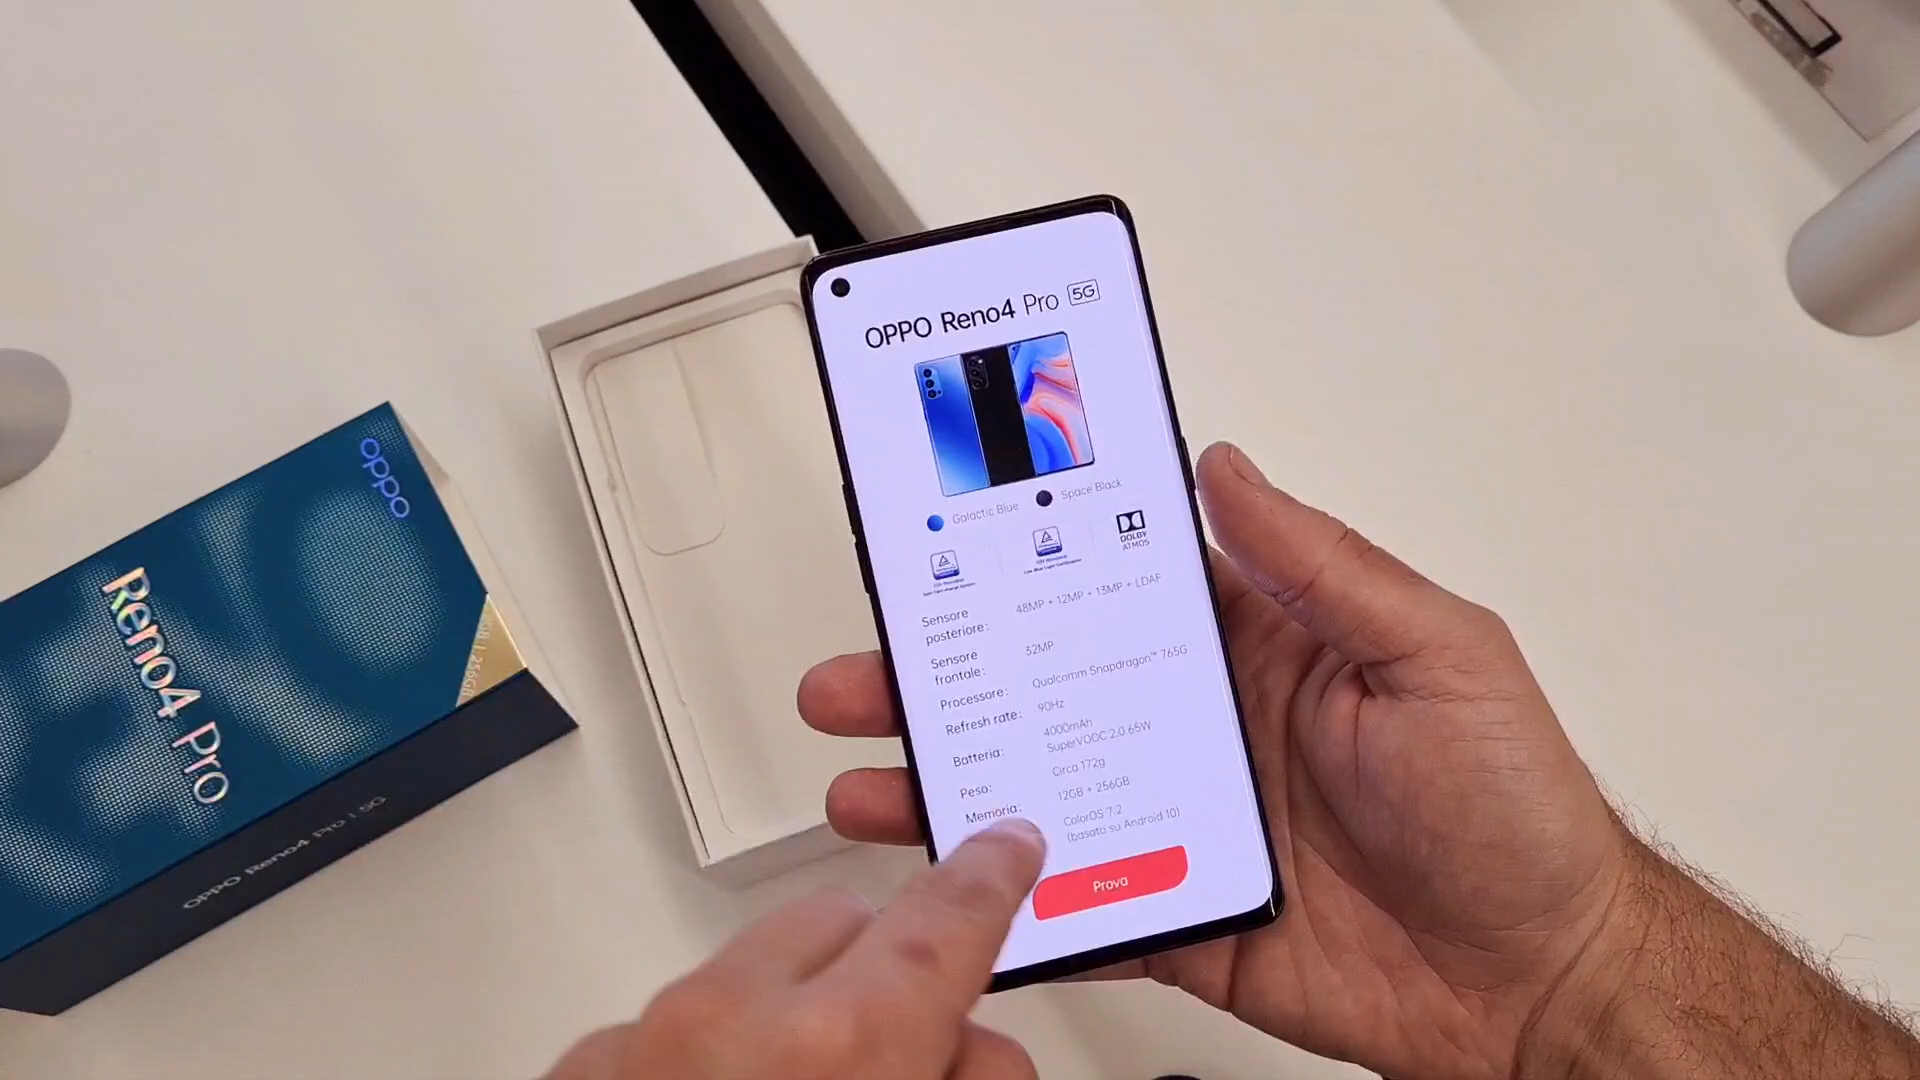 OPPO Reno4 Pro 5G
Galactic Blue
Space Black
DOLBY
ATMOS
Sensore
posteriore:
48MP + 12MP + 13MP + LDAF
Sensore
frontale:
32MP
Processore:
Qualcomm Snapdragon™ 765G
Refresh rate:
90Hz
Batteria:
4000mAh
SuperVOOC 2.0 65W
Peso:
Circa 172g
Memoria:
12GB + 256GB
ColorOS 7.2
(basato su Android 10)
Prova
oppo
Reno4 Pro
256GB
OPPO Reno4 Pro | 5G